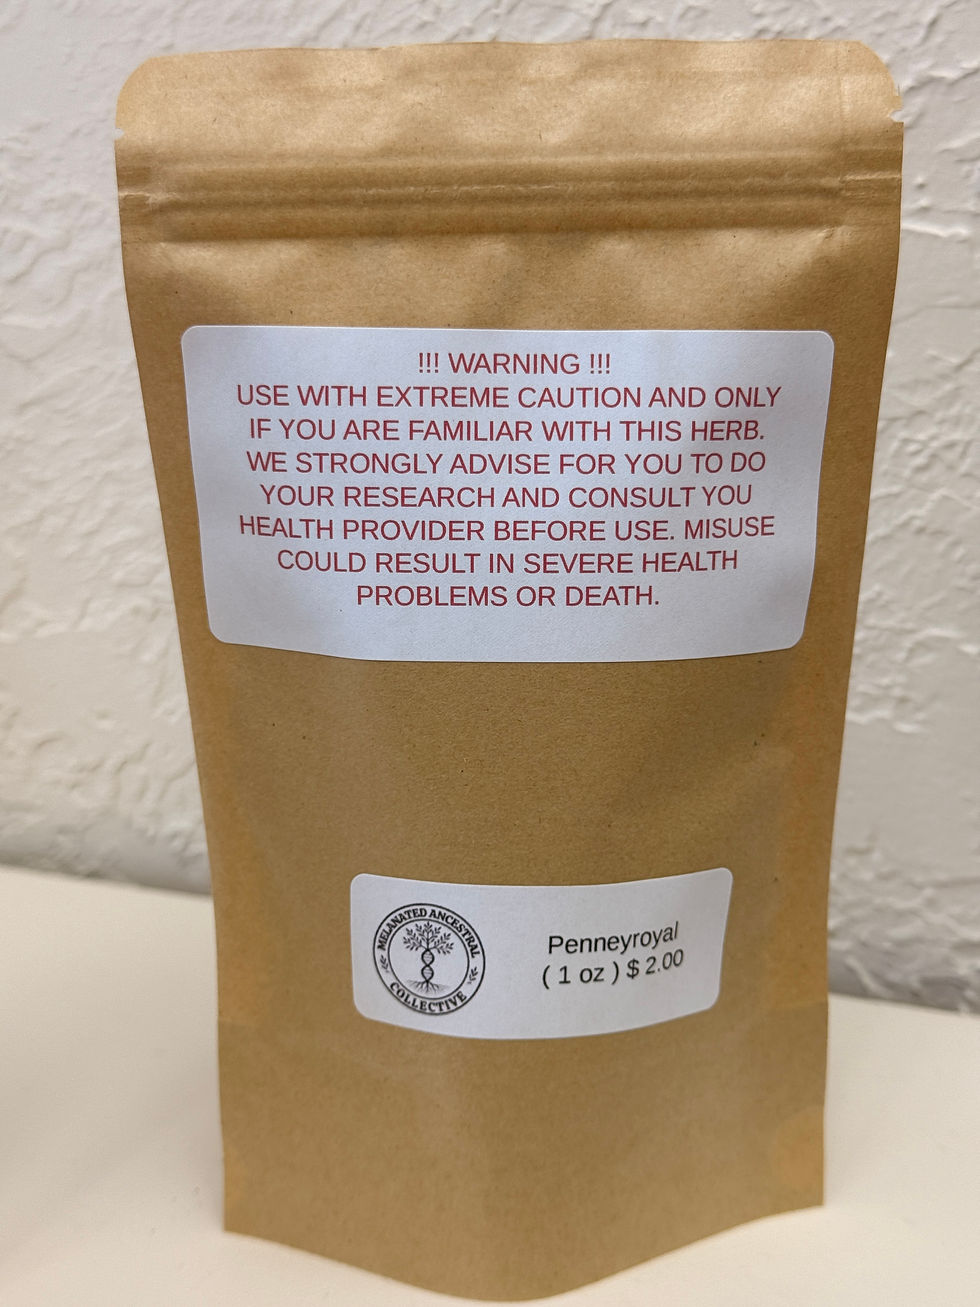 !!! WARNING !!!
USE WITH EXTREME CAUTION AND ONLY
IF YOU ARE FAMILIAR WITH THIS HERB.
WE STRONGLY ADVISE FOR YOU TO DO
YOUR RESEARCH AND CONSULT YOU
HEALTH PROVIDER BEFORE USE. MISUSE
COULD RESULT IN SEVERE HEALTH
PROBLEMS OR DEATH.
MELANATED ANCESTRAL
COLLECTIVE
Penneyroyal
( 1 oz ) $ 2.00